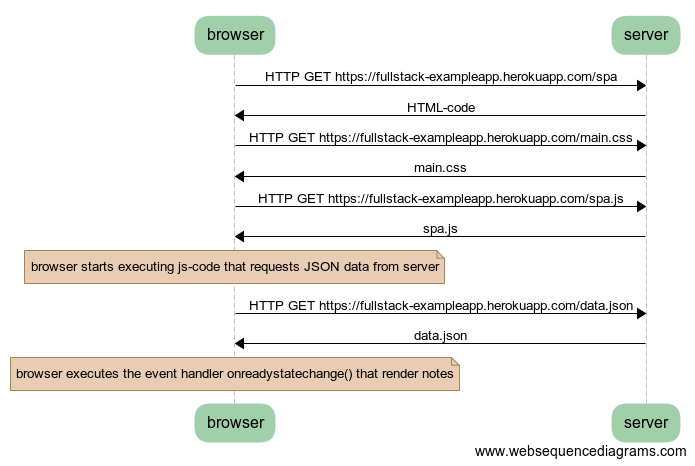 browser server
HTTP GET https://fullstack-exampleapp.herokuapp.com/spa
HTML-code
HTTP GET https://fullstack-exampleapp.herokuapp.com/main.css
main.css
HTTP GET https://fullstack-exampleapp.herokuapp.com/spa.js
spa.js
browser starts executing js-code that requests JSON data from server
HTTP GET https://fullstack-exampleapp.herokuapp.com/data.json
data.json
browser executes the event handler onreadystatechange() that render notes
browser server
www.websequencediagrams.com